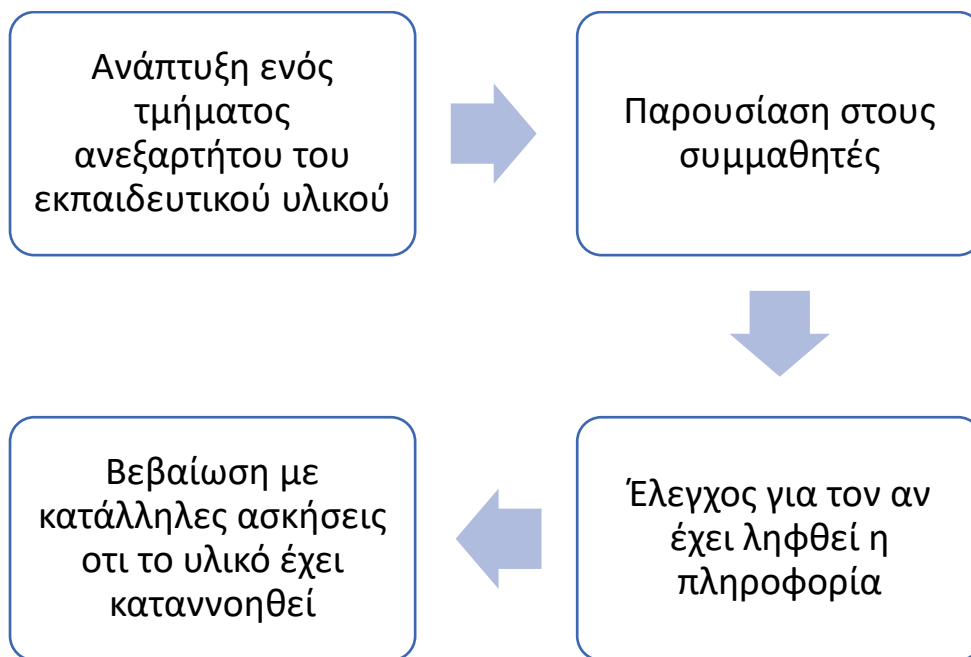 Ανάπτυξη ενός
τμήματος
ανεξαρτήτου του
εκπαιδευτικού υλικού
Παρουσίαση στους
συμμαθητές
Έλεγχος για τον αν
έχει ληφθεί η
πληροφορία
Βεβαίωση με
κατάλληλες ασκήσεις
οτι το υλικό έχει
καταννοηθεί